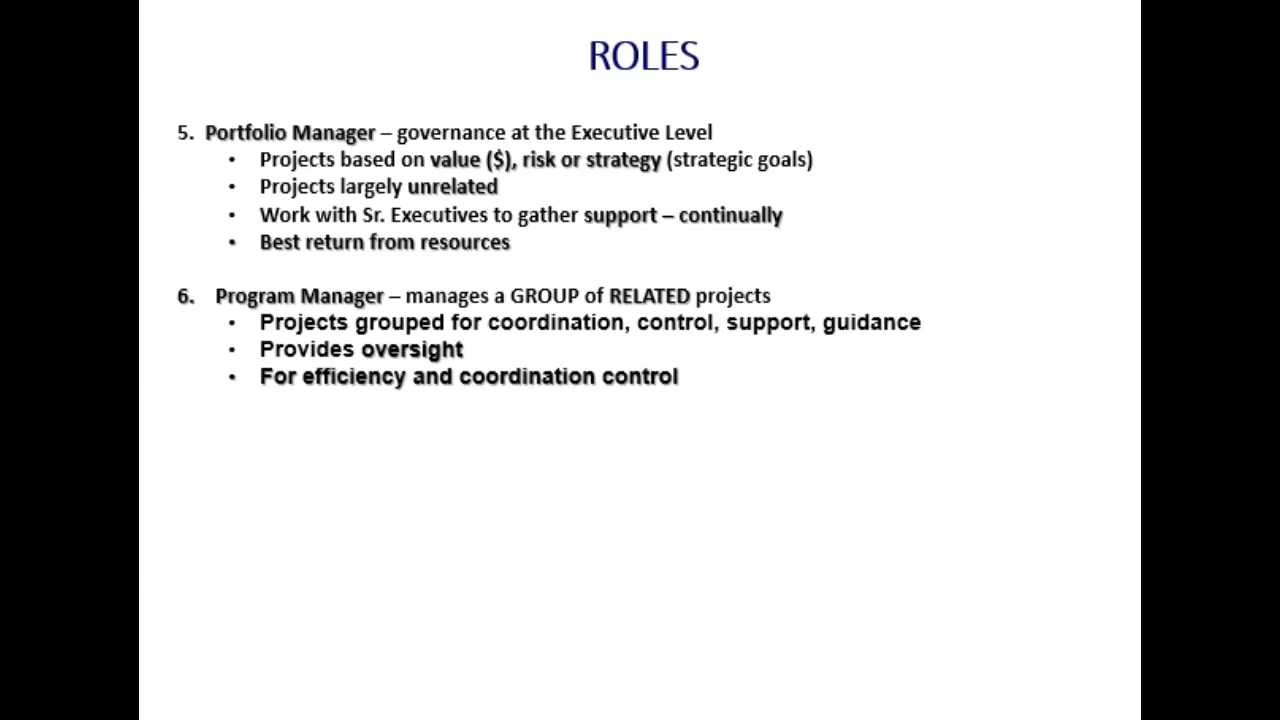 ROLES
5. Portfolio Manager – governance at the Executive Level
• Projects based on value ($), risk or strategy (strategic goals)
• Projects largely unrelated
• Work with Sr. Executives to gather support – continually
• Best return from resources
6. Program Manager – manages a GROUP of RELATED projects
• Projects grouped for coordination, control, support, guidance
• Provides oversight
• For efficiency and coordination control